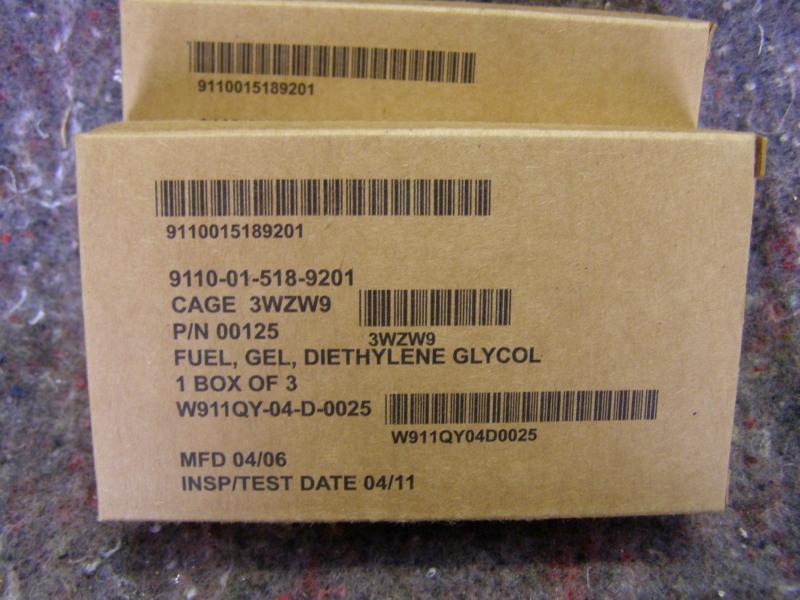 9110015189201
9110015189201
9110-01-518-9201
CAGE 3WZW9
3WZW9
P/N 00125
FUEL, GEL, DIETHYLENE GLYCOL
1 BOX OF 3
W911QY-04-D-0025
W911QY04D0025
MFD 04/06
INSP/TEST DATE 04/11